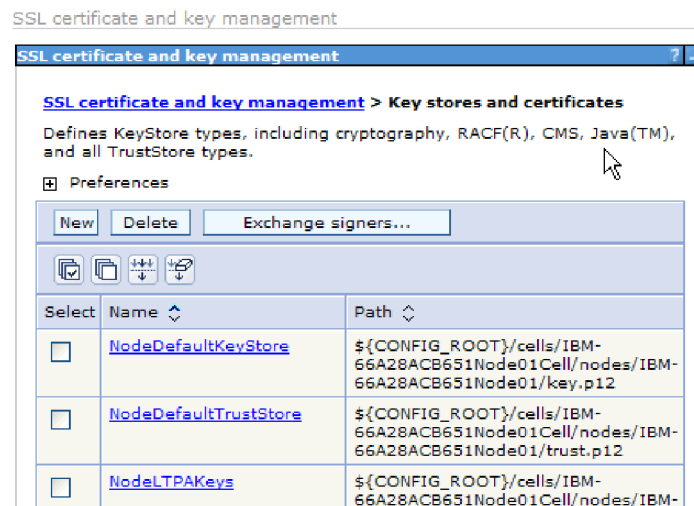 SSL certificate and key management
SSL certificate and key management ?
SSL certificate and key management > Key stores and certificates
Defines KeyStore types, including cryptography, RACF(R), CMS, Java(TM),
and all TrustStore types.
+ Preferences
New Delete Exchange signers...
Select Name Path
NodeDefaultKeyStore ${CONFIG_ROOT}/cells/IBM-
66A28ACB651Node01Cell/nodes/IBM-
66A28ACB651Node01/key.p12
NodeDefaultTrustStore ${CONFIG_ROOT}/cells/IBM-
66A28ACB651Node01Cell/nodes/IBM-
66A28ACB651Node01/trust.p12
NodeLTPAKeys ${CONFIG_ROOT}/cells/IBM-
66A28ACB651Node01Cell/nodes/IBM-